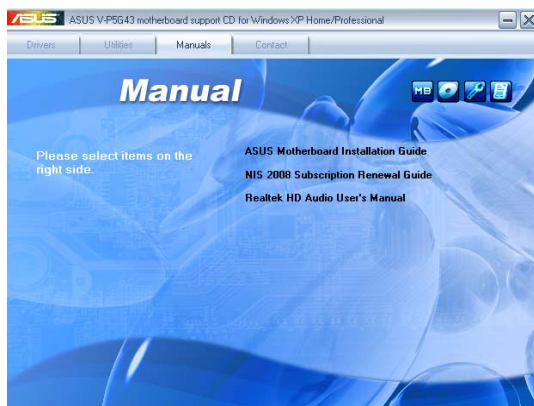 ASUS V-P5G43 motherboard support CD for Windows XP Home/Professional
Drivers
Utilities
Manuals
Contact
Manual
MB
Please select items on the
right side.
ASUS Motherboard Installation Guide
NIS 2008 Subscription Renewal Guide
Realtek HD Audio User's Manual